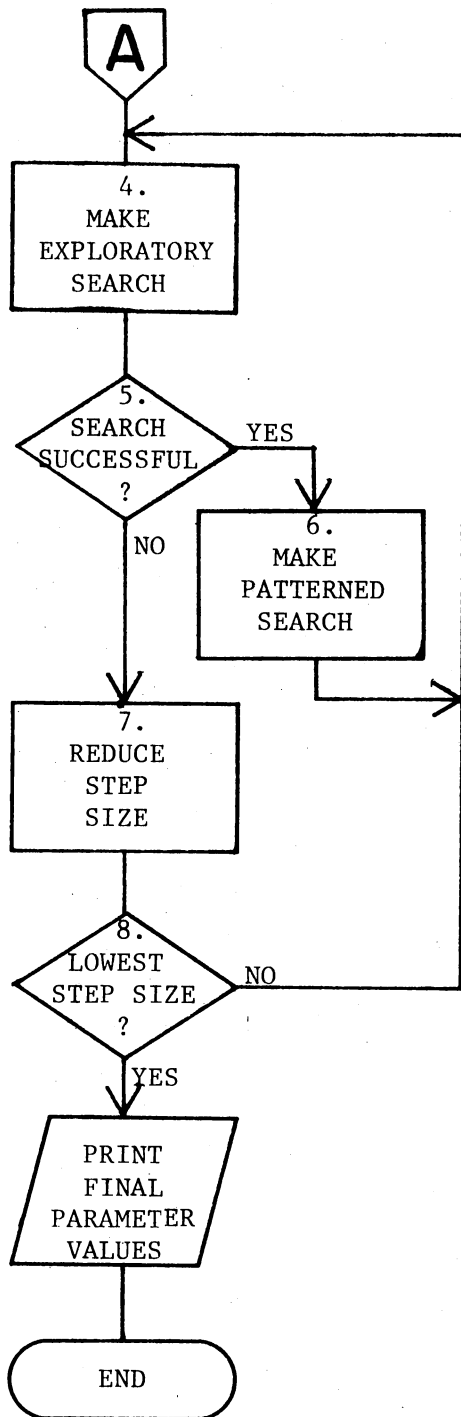 A
4.
MAKE
EXPLORATORY
SEARCH
5.
SEARCH
SUCCESSFUL
?
YES
NO
6.
MAKE
PATTERNED
SEARCH
7.
REDUCE
STEP
SIZE
8.
LOWEST
STEP SIZE
?
NO
YES
PRINT
FINAL
PARAMETER
VALUES
END